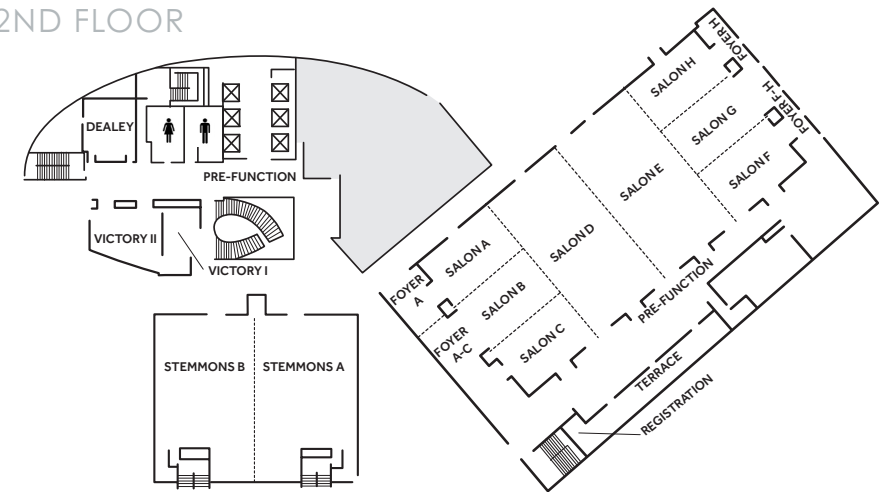 2ND FLOOR
DEALEY
PRE-FUNCTION
VICTORY II
VICTORY I
STEMMONS B
STEMMONS A
FOYER H
SALON H
FOYER F-H
SALON G
SALON F
SALON E
SALON D
SALON A
FOYER
A
SALON B
FOYER
A-C
SALON C
PRE-FUNCTION
TERRACE
REGISTRATION